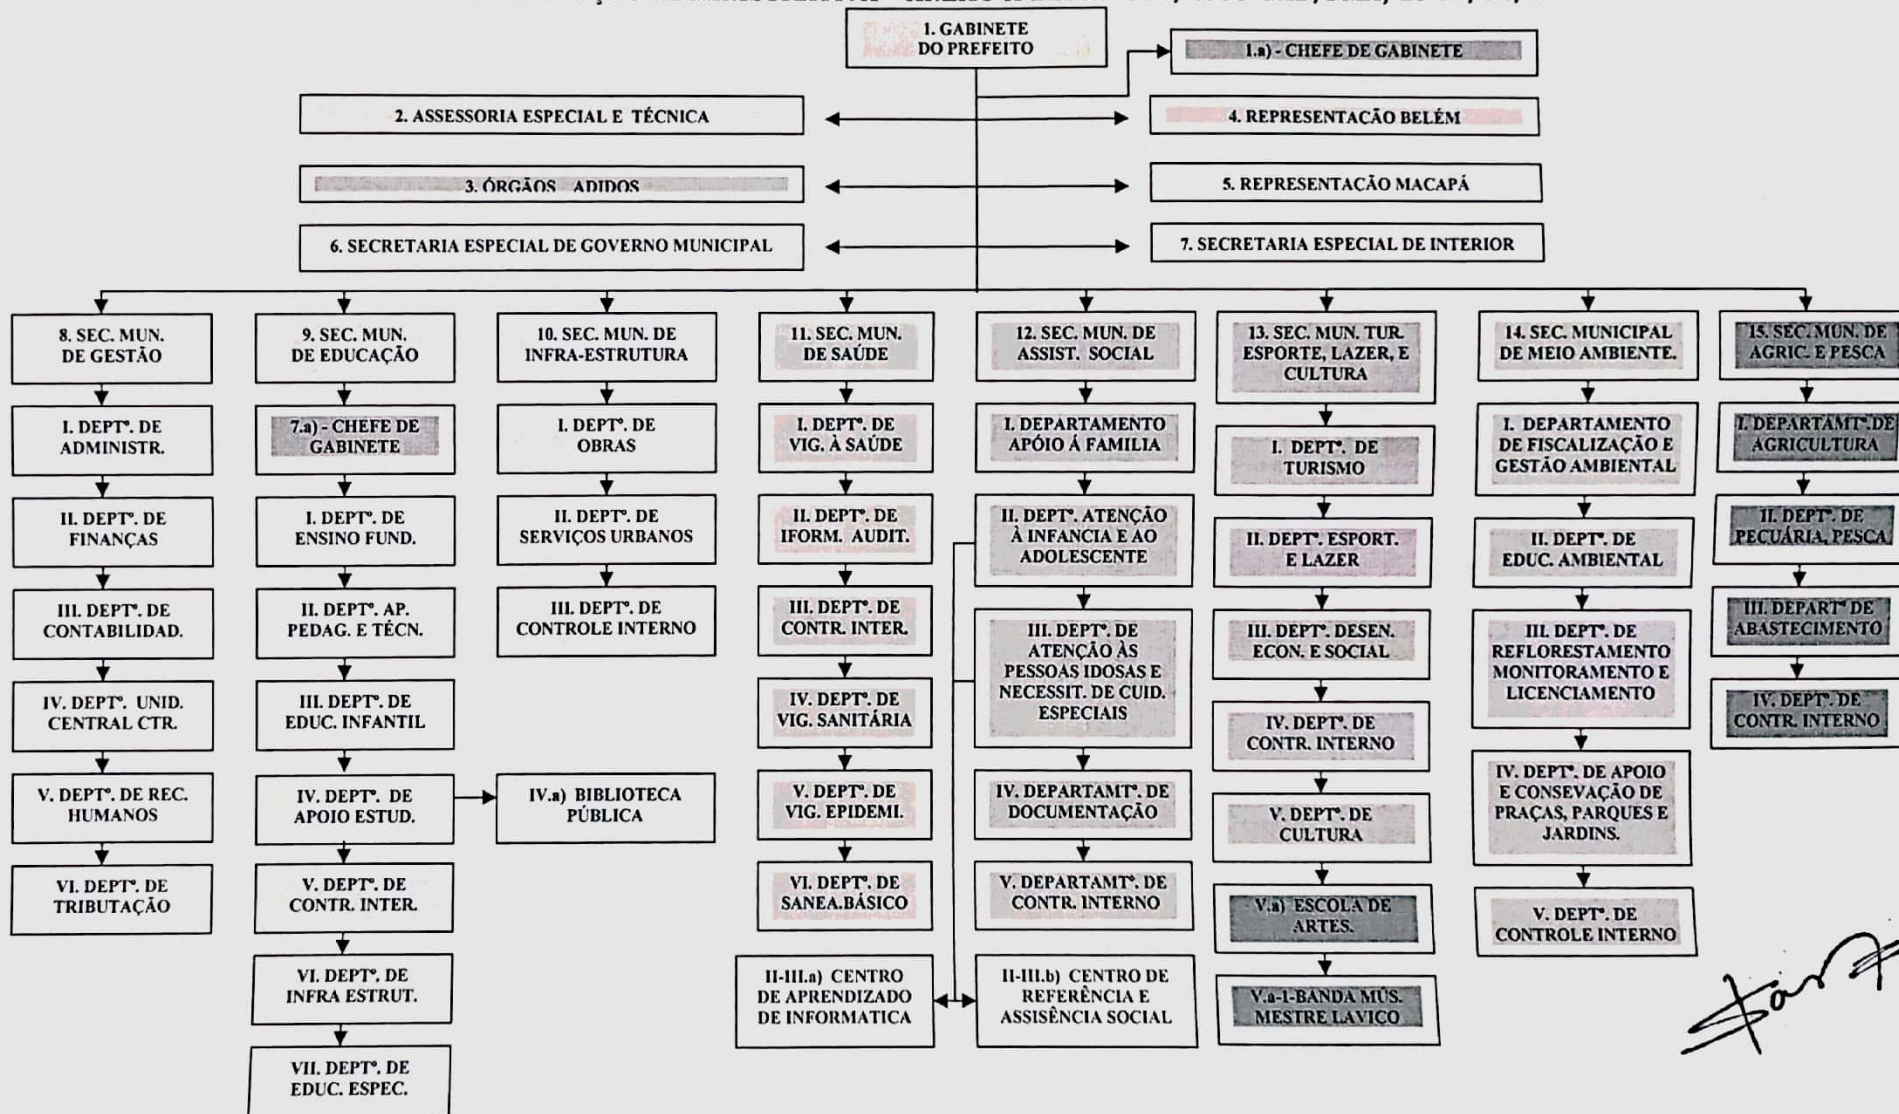 1. GABINETE
DO PREFEITO
1.a) - CHEFE DE GABINETE
2. ASSESSORIA ESPECIAL E TÉCNICA
4. REPRESENTAÇÃO BELÉM
3. ÓRGÃOS ADIDOS
5. REPRESENTAÇÃO MACAPÁ
6. SECRETARIA ESPECIAL DE GOVERNO MUNICIPAL
7. SECRETARIA ESPECIAL DE INTERIOR
8. SEC. MUN.
DE GESTÃO
I. DEPTº. DE
ADMINISTR.
II. DEPTº. DE
FINANÇAS
III. DEPTº. DE
CONTABILIDAD.
IV. DEPTº. UNID.
CENTRAL CTR.
V. DEPTº. DE REC.
HUMANOS
VI. DEPTº. DE
TRIBUTAÇÃO
9. SEC. MUN.
DE EDUCAÇÃO
7.a) - CHEFE DE
GABINETE
I. DEPTº. DE
ENSINO FUND.
II. DEPTº. AP.
PEDAG. E TÉCN.
III. DEPTº. DE
EDUC. INFANTIL
IV. DEPTº. DE
APOIO ESTUD.
V. DEPTº. DE
CONTR. INTER.
VI. DEPTº. DE
INFRA ESTRUT.
VII. DEPTº. DE
EDUC. ESPEC.
10. SEC. MUN. DE
INFRA-ESTRUTURA
I. DEPTº. DE
OBRAS
II. DEPTº. DE
SERVIÇOS URBANOS
III. DEPTº. DE
CONTROLE INTERNO
IV.a) BIBLIOTECA
PÚBLICA
11. SEC. MUN.
DE SAÚDE
I. DEPTº. DE
VIG. À SAÚDE
II. DEPTº. DE
IFORM. AUDIT.
III. DEPTº. DE
CONTR. INTER.
IV. DEPTº. DE
VIG. SANITÁRIA
V. DEPTº. DE
VIG. EPIDEMI.
VI. DEPTº. DE
SANEA.BÁSICO
II-III.a) CENTRO
DE APRENDIZADO
DE INFORMATICA
12. SEC. MUN. DE
ASSIST. SOCIAL
I. DEPARTAMENTO
APÓIO Á FAMILIA
II. DEPTº. ATENÇÃO
À INFANCIA E AO
ADOLESCENTE
III. DEPTº. DE
ATENÇÃO ÀS
PESSOAS IDOSAS E
NECESSIT. DE CUID.
ESPECIAIS
IV. DEPARTAMTº. DE
DOCUMENTAÇÃO
V. DEPARTAMTº. DE
CONTR. INTERNO
II-III.b) CENTRO DE
REFERÊNCIA E
ASSISÊNCIA SOCIAL
13. SEC. MUN. TUR.
ESPORTE, LAZER, E
CULTURA
I. DEPTº. DE
TURISMO
II. DEPTº. ESPORT.
E LAZER
III. DEPTº. DESEN.
ECON. E SOCIAL
IV. DEPTº. DE
CONTR. INTERNO
V. DEPTº. DE
CULTURA
V.a) ESCOLA DE
ARTES.
V.a-1-BANDA MÚS.
MESTRE LAVICO
14. SEC. MUNICIPAL
DE MEIO AMBIENTE.
I. DEPARTAMENTO
DE FISCALIZAÇÃO E
GESTÃO AMBIENTAL
II. DEPTº. DE
EDUC. AMBIENTAL
III. DEPTº. DE
REFLORESTAMENTO
MONITORAMENTO E
LICENCIAMENTO
IV. DEPTº. DE APOIO
E CONSEVAÇÃO DE
PRAÇAS, PARQUES E
JARDINS.
V. DEPTº. DE
CONTROLE INTERNO
15. SEC. MUN. DE
AGRIC. E PESCA
I. DEPARTAMTº. DE
AGRICULTURA
II. DEPTº. DE
PECUÁRIA, PESCA
III. DEPARTº DE
ABASTECIMENTO
IV. DEPTº. DE
CONTR. INTERNO